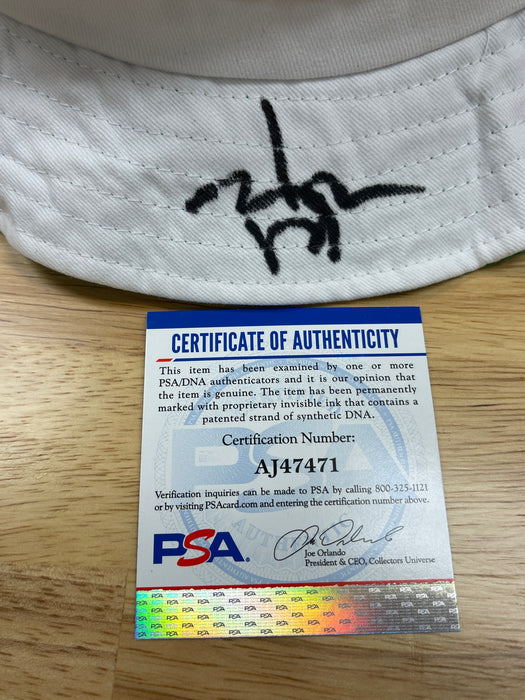 CERTIFICATE OF AUTHENTICITY
This item has been examined by one or more
PSA/DNA authenticators and it is our opinion that
the item is genuine. The item has been permanently
marked with proprietary invisible ink that contains a
patented strand of synthetic DNA.
Certification Number:
AJ47471
Verification inquiries can be made to PSA by calling 800-325-1121
or by visiting PSAcard.com and entering the certification number above.
PSA.
Joe Orlando
President & CEO, Collectors Universe